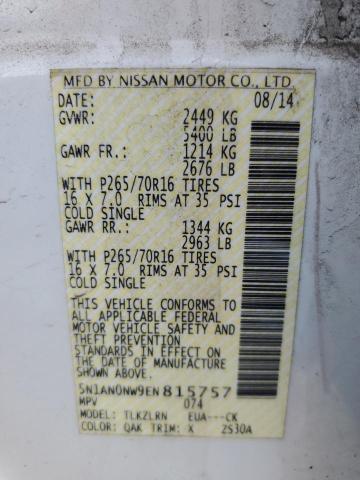 MFD BY NISSAN MOTOR CO., LTD.
DATE: 08/14
GVWR: 2449 KG
5400 LB
GAWR FR.: 1214 KG
2676 LB
WITH P265/70R16 TIRES
16 X 7.0 RIMS AT 35 PSI
COLD SINGLE
GAWR RR.: 1344 KG
2963 LB
WITH P265/70R16 TIRES
16 X 7.0 RIMS AT 35 PSI
COLD SINGLE
THIS VEHICLE CONFORMS TO
ALL APPLICABLE FEDERAL
MOTOR VEHICLE SAFETY AND
THEFT PREVENTION
STANDARDS IN EFFECT ON
THE DATE OF MANUFACTURE
SHOWN ABOVE.
5N1AN0NW9EN815757
MPV 074
MODEL: TLKZLRN EUA---CK
COLOR: QAK TRIM: X 2S30A